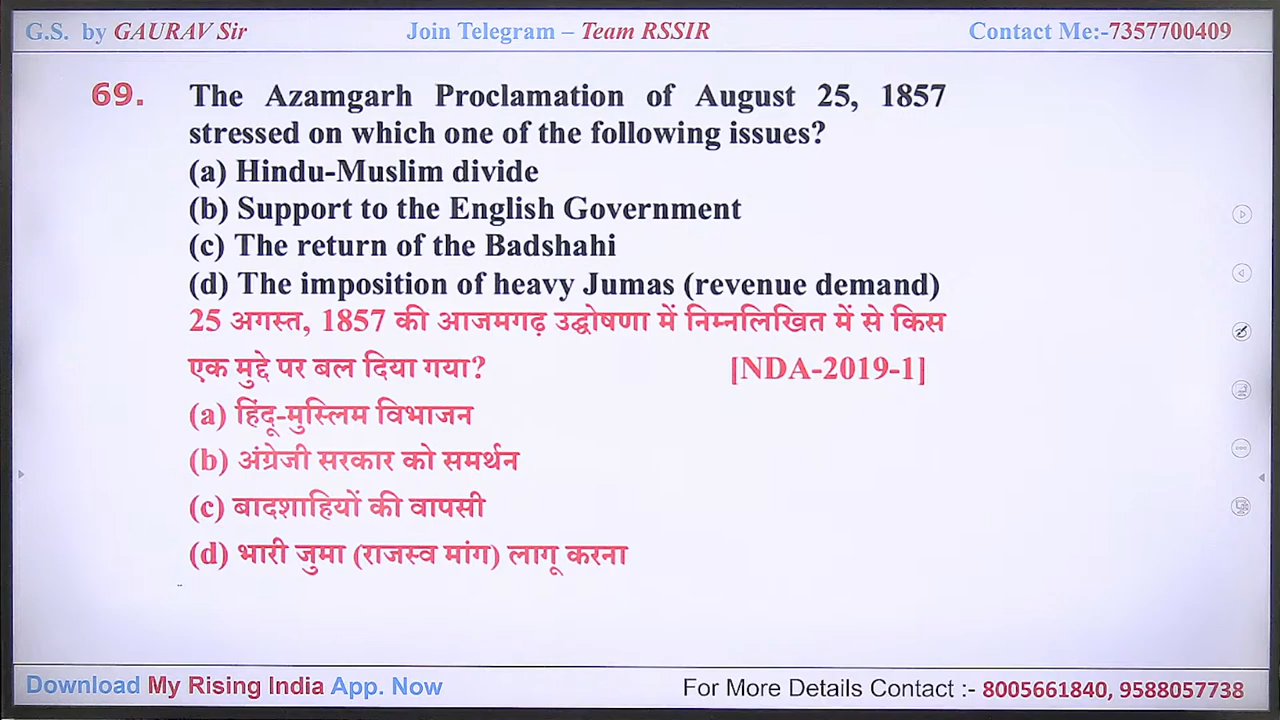 G.S. by GAURAV Sir Join Telegram – Team RSSIR Contact Me:-7357700409
69. The Azamgarh Proclamation of August 25, 1857
stressed on which one of the following issues?
(a) Hindu-Muslim divide
(b) Support to the English Government
(c) The return of the Badshahi
(d) The imposition of heavy Jumas (revenue demand)
25 अगस्त, 1857 की आजमगढ़ उद्घोषणा में निम्नलिखित में से किस
एक मुद्दे पर बल दिया गया? [NDA-2019-1]
(a) हिंदू-मुस्लिम विभाजन
(b) अंग्रेजी सरकार को समर्थन
(c) बादशाहियों की वापसी
(d) भारी जुमा (राजस्व मांग) लागू करना
Download My Rising India App. Now For More Details Contact :- 8005661840, 9588057738